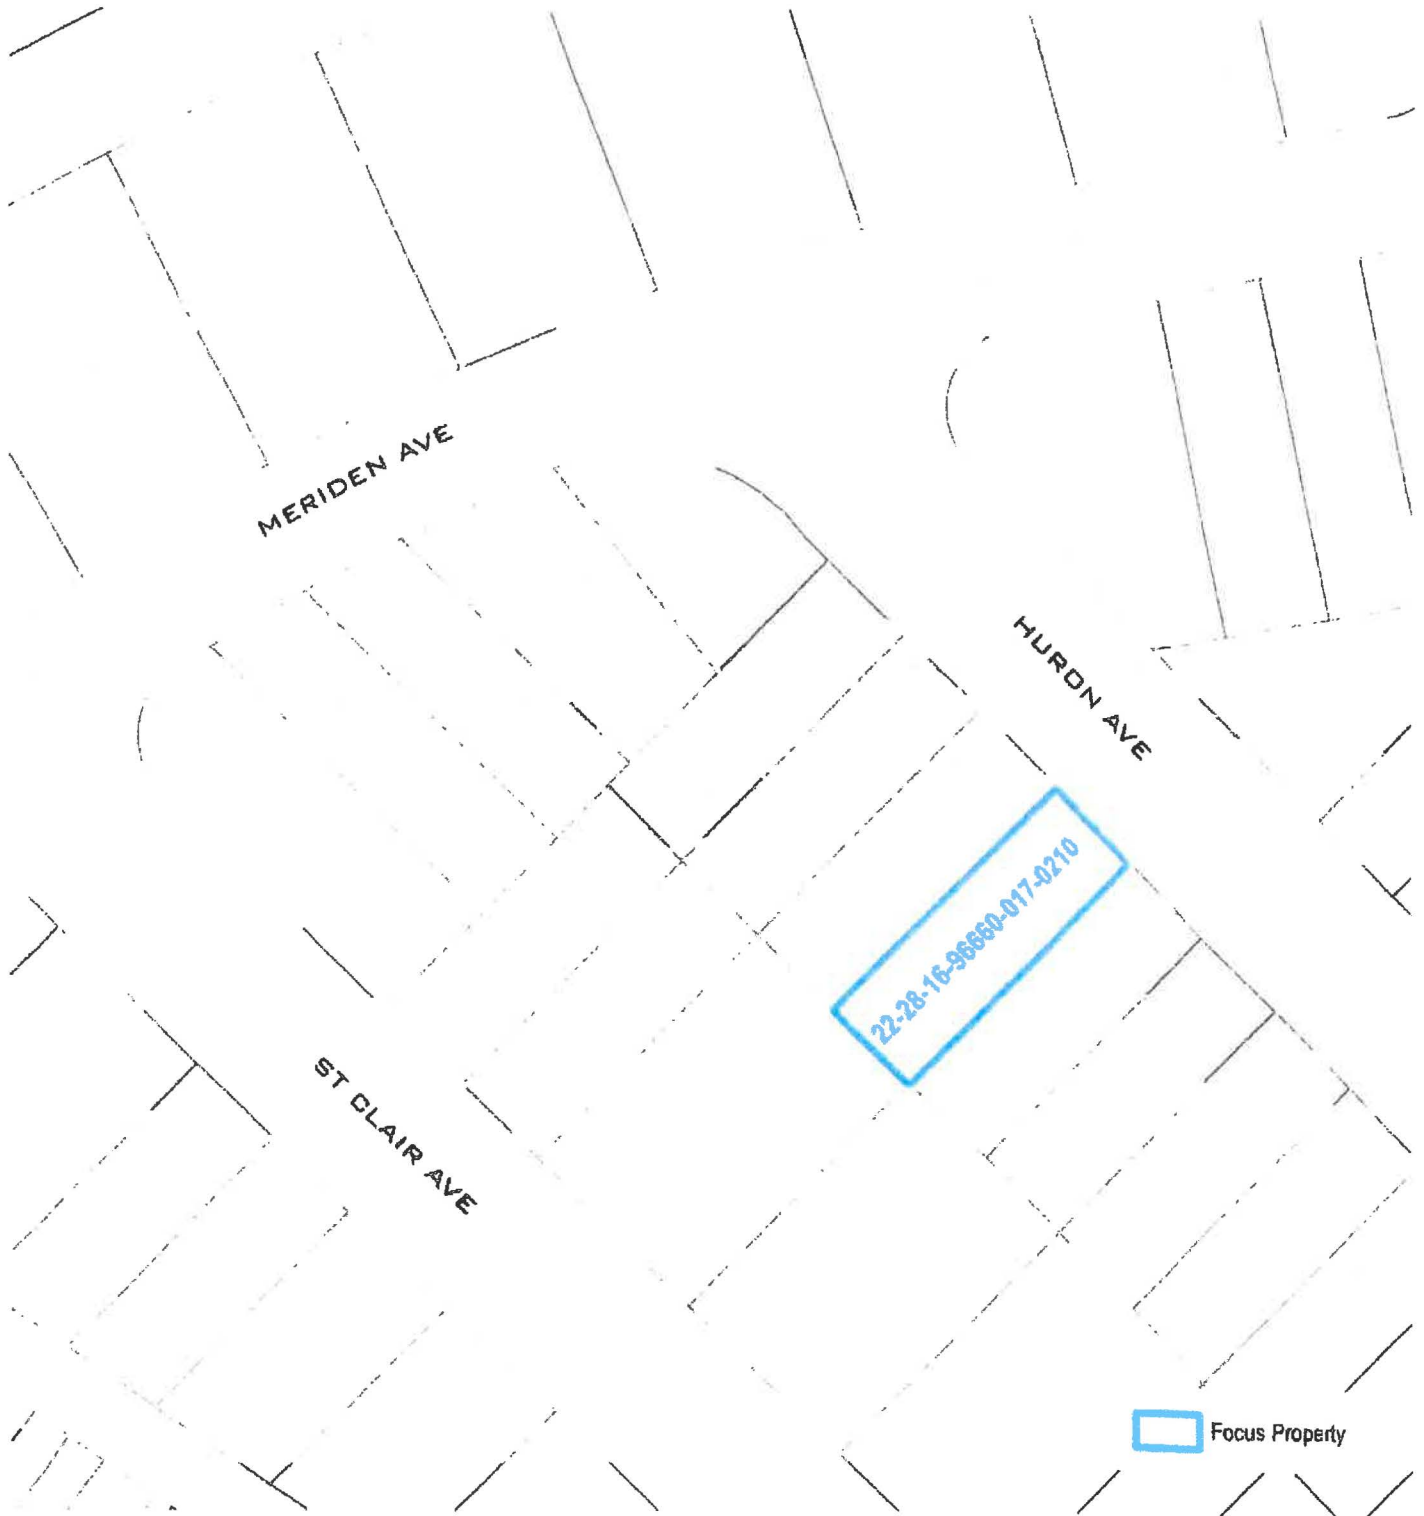 MERIDEN AVE
HURON AVE
22-28-16-96660-017-0210
ST CLAIR AVE
Focus Property